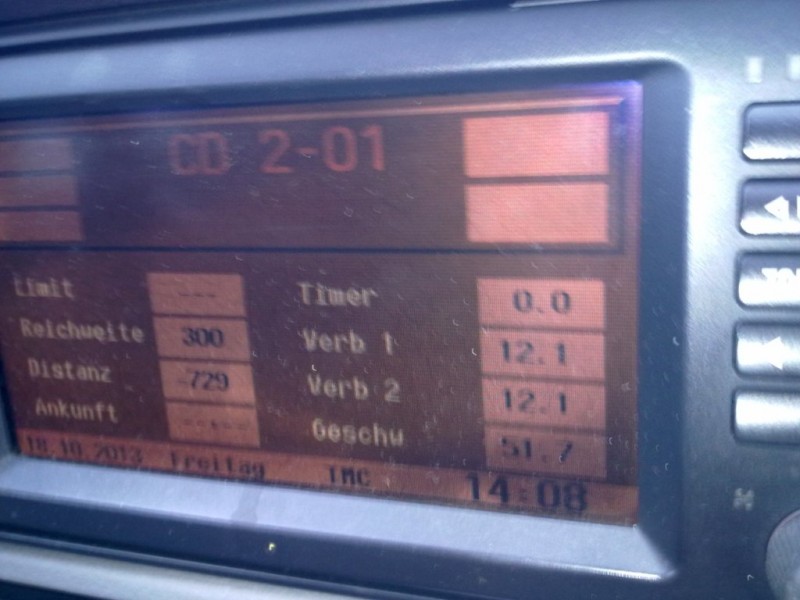 CD 2-01
Limit --- Timer 0.0
Reichweite 300 Verb 1 12.1
Distanz -729 Verb 2 12.1
Ankunft --:-- Geschw 51.7
18.10.2013 Freitag TMC 14:08